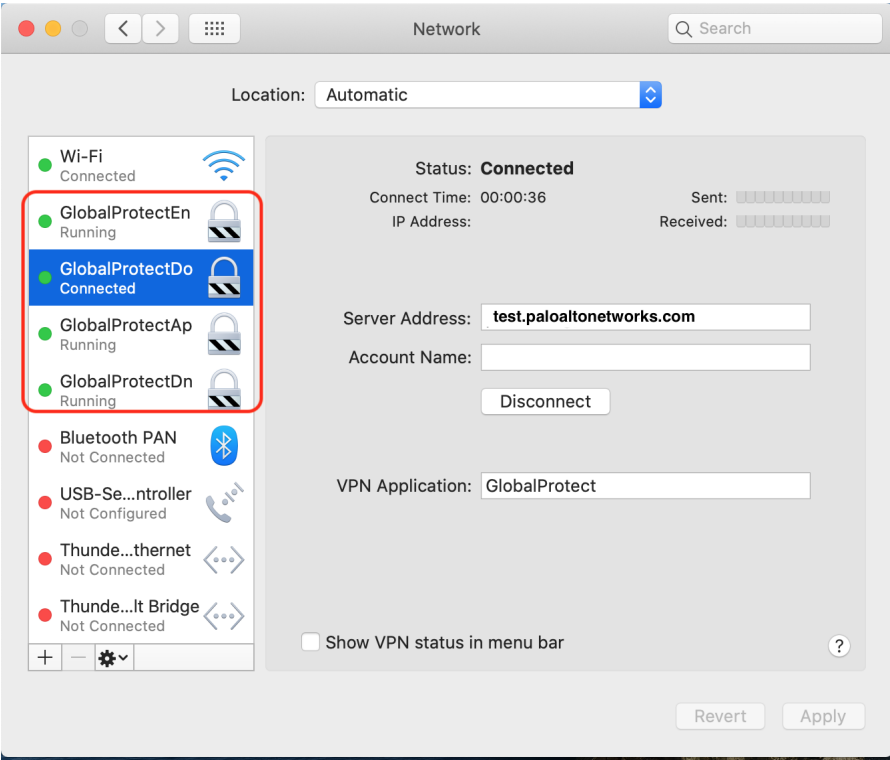 Network
Search
Location: Automatic
Wi-Fi
Connected
GlobalProtectEn
Running
GlobalProtectDo
Connected
GlobalProtectAp
Running
GlobalProtectDn
Running
Bluetooth PAN
Not Connected
USB-Se...ntroller
Not Configured
Thunde...thernet
Not Connected
Thunde...lt Bridge
Not Connected
Status: Connected
Connect Time: 00:00:36 Sent:
IP Address: Received:
Server Address: test.paloaltonetworks.com
Account Name:
Disconnect
VPN Application: GlobalProtect
Show VPN status in menu bar
?
Revert Apply